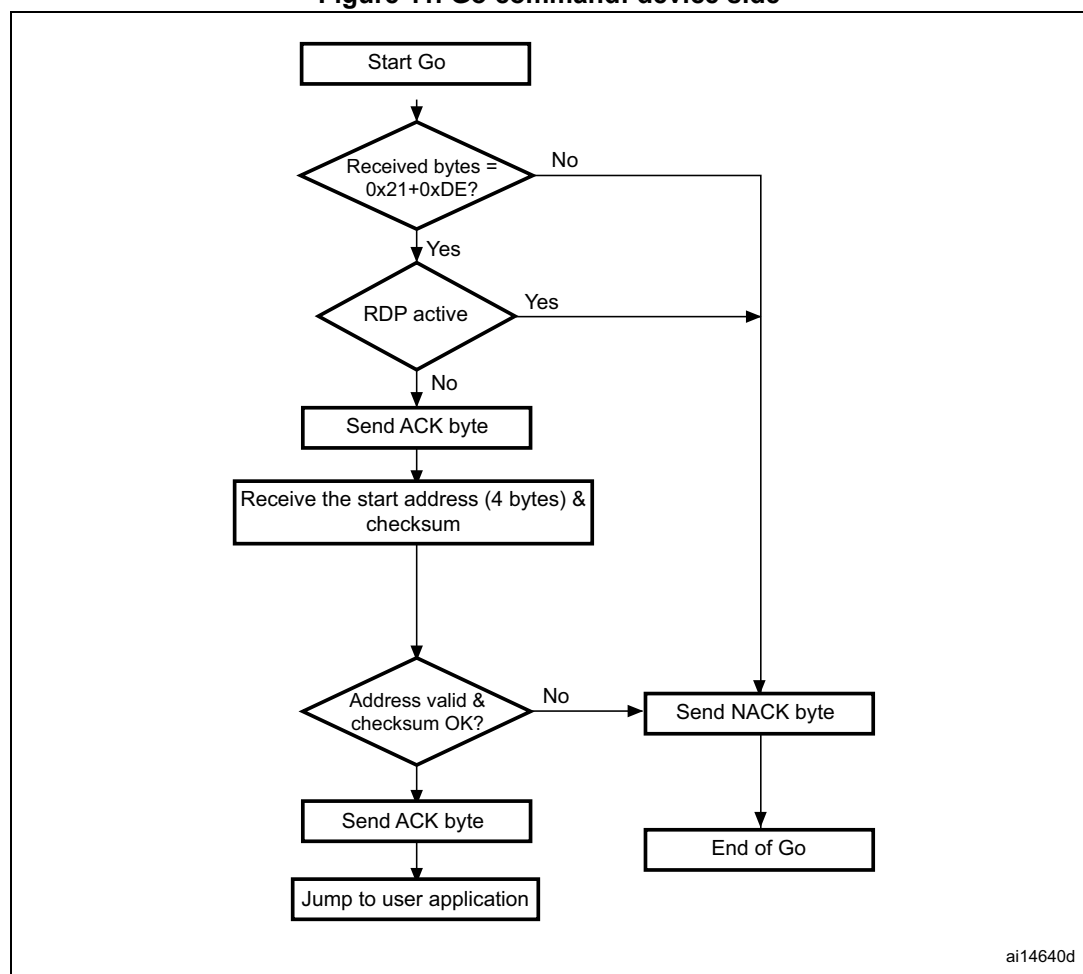 Figure 11. Go command: device side
Start Go
Received bytes =
0x21+0xDE?
No
Yes
RDP active
Yes
No
Send ACK byte
Receive the start address (4 bytes) &
checksum
Address valid &
checksum OK?
No
Send NACK byte
Send ACK byte
End of Go
Jump to user application
ai14640d